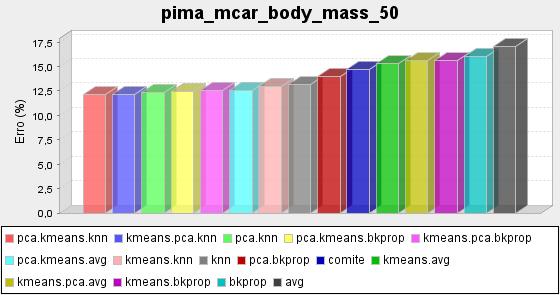 pima_mcar_body_mass_50
17,5
15,0
12,5
10,0
7,5
5,0
2,5
0,0
Erro (%)
pca.kmeans.knn kmeans.pca.knn pca.knn pca.kmeans.bkprop kmeans.pca.bkprop
pca.kmeans.avg kmeans.knn knn pca.bkprop comite kmeans.avg
kmeans.pca.avg kmeans.bkprop bkprop avg